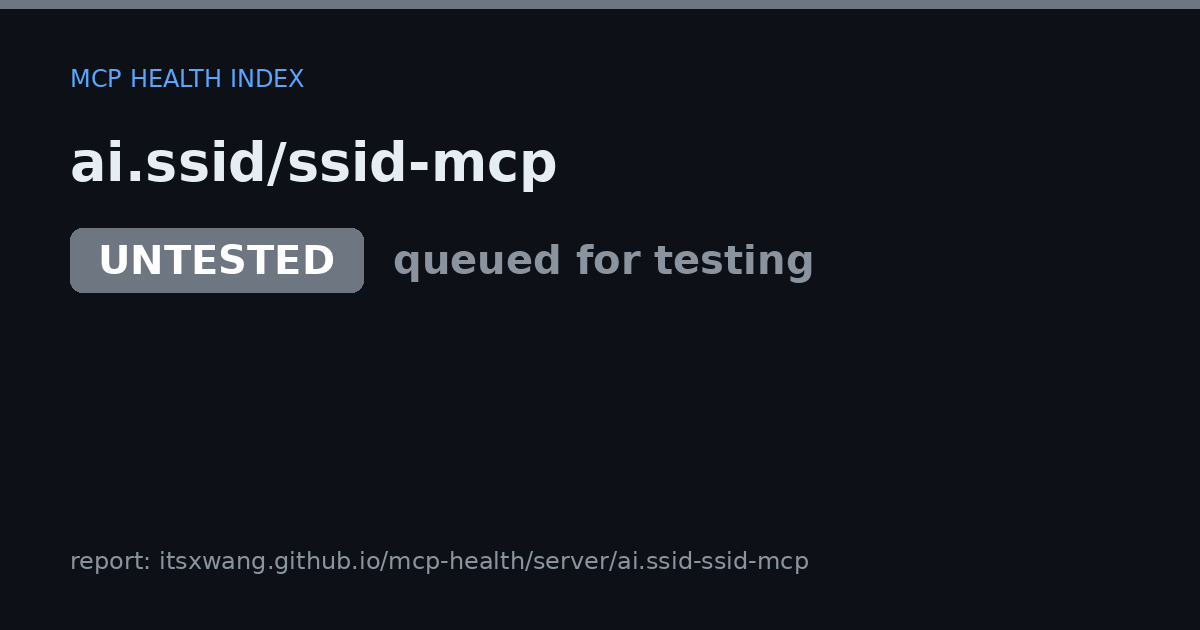 MCP HEALTH INDEX
ai.ssid/ssid-mcp
UNTESTED queued for testing
report: itsxwang.github.io/mcp-health/server/ai.ssid-ssid-mcp